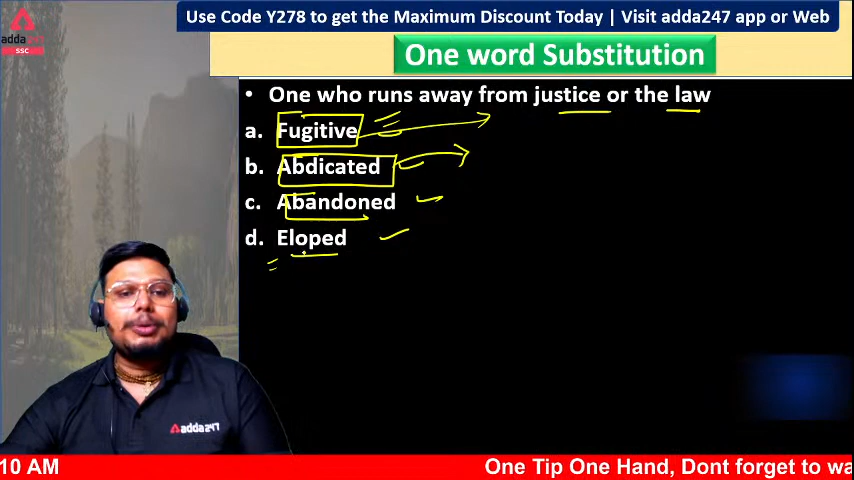 Use Code Y278 to get the Maximum Discount Today | Visit adda247 app or Web
adda247
SSC
One word Substitution
• One who runs away from justice or the law
a. Fugitive
b. Abdicated
c. Abandoned
d. Eloped
adda247
10 AM
One Tip One Hand, Dont forget to wa